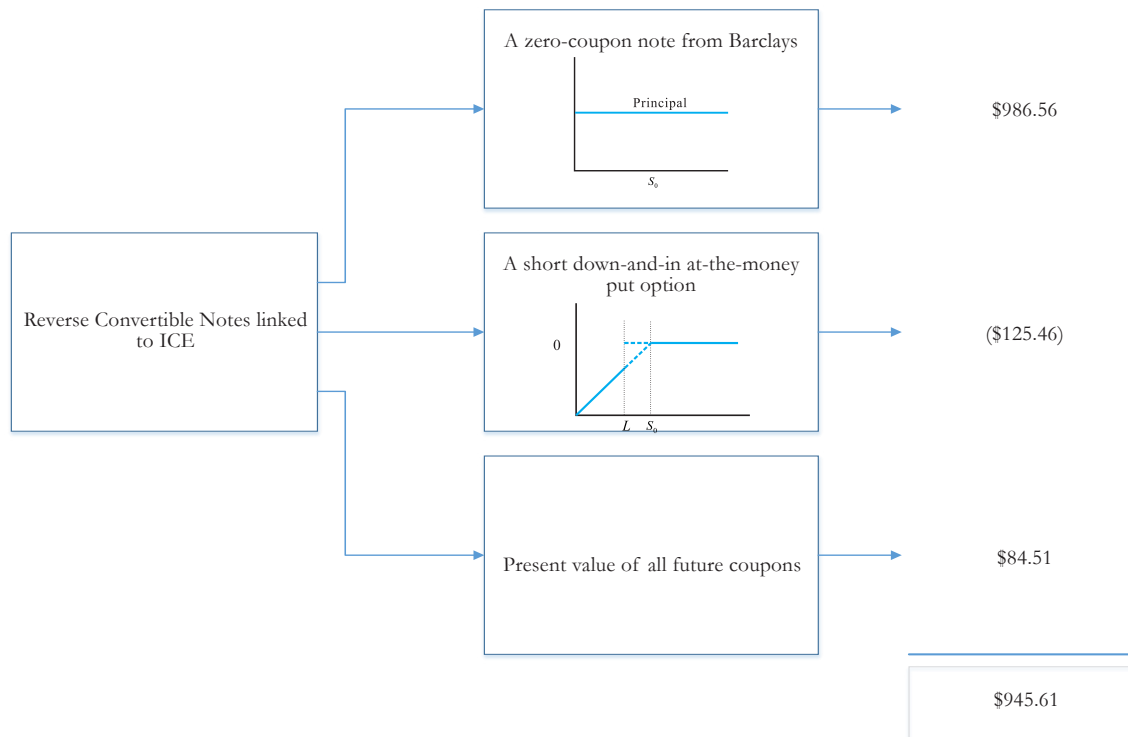 A zero-coupon note from Barclays
Principal
S₀
$986.56
Reverse Convertible Notes linked
to ICE
A short down-and-in at-the-money
put option
0
L S₀
($125.46)
Present value of all future coupons
$84.51
$945.61